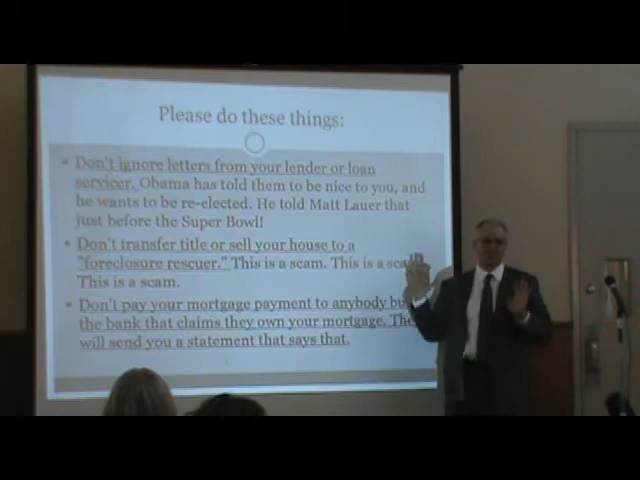 Please do these things:
Don't ignore letters from your lender or loan
servicer. Obama has told them to be nice to you, and
he wants to be re-elected. He told Matt Lauer that
just before the Super Bowl!
Don't transfer title or sell your house to a
"foreclosure rescuer." This is a scam. This is a sca
This is a scam.
Don't pay your mortgage payment to anybody bu
the bank that claims they own your mortgage. The
will send you a statement that says that.